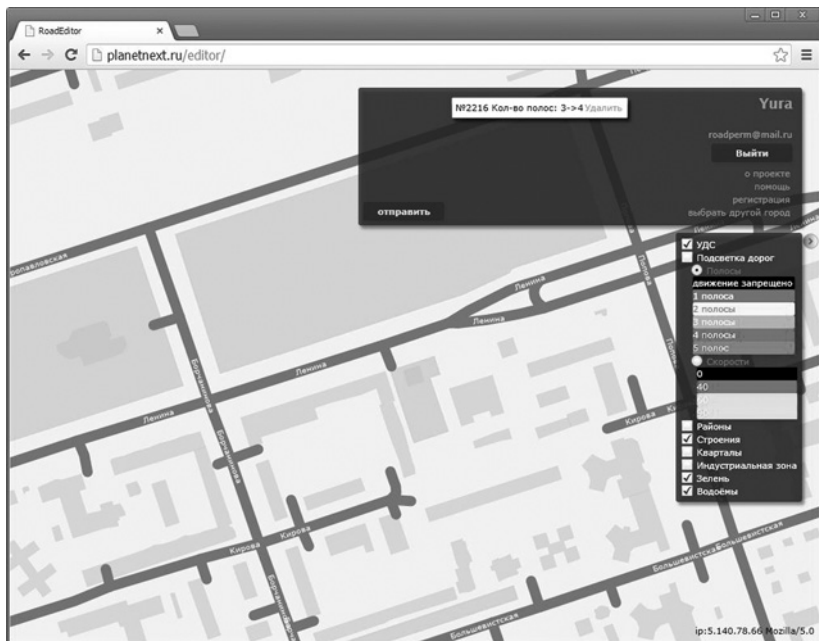 RoadEditor
planetnext.ru/editor/
№2216 Кол-во полос: 3->4 Удалить
Yura
roadperm@mail.ru
Выйти
о проекте
помощь
регистрация
выбрать другой город
отправить
УДС
Подсветка дорог
Полосы
движение запрещено
1 полоса
2 полосы
3 полосы
4 полосы
5 полос
Скорости
0
40
60
Районы
Строения
Кварталы
Индустриальная зона
Зелень
Водоёмы
Попова
Ленина
Ленина
Ленина
Ленина
Борчанинова
Борчанинова
Борчанинова
Кирова
Кирова
Кирова
Большевистская
Большевистская
Большевистская
ip:5.140.78.66 Mozilla/5.0